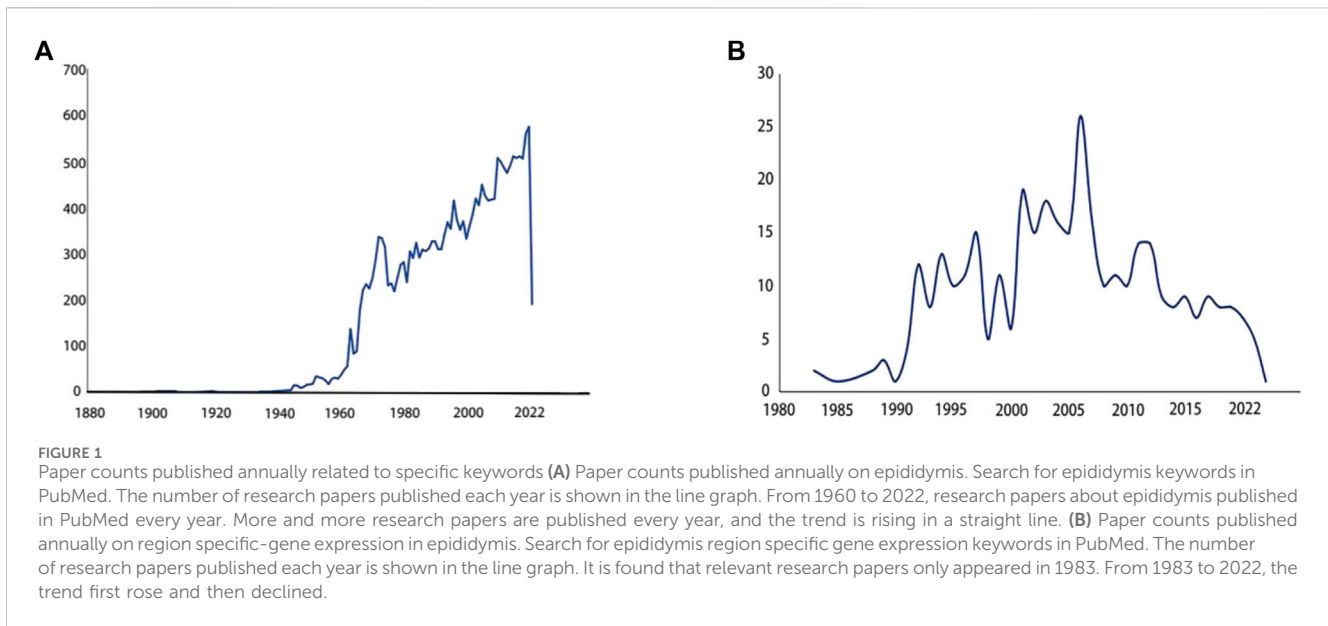 A
700
600
500
400
300
200
100
0
1880 1900 1920 1940 1960 1980 2000 2022
B
30
25
20
15
10
5
0
1980 1985 1990 1995 2000 2005 2010 2015 2022
FIGURE 1
Paper counts published annually related to specific keywords (A) Paper counts published annually on epididymis. Search for epididymis keywords in
PubMed. The number of research papers published each year is shown in the line graph. From 1960 to 2022, research papers about epididymis published
in PubMed every year. More and more research papers are published every year, and the trend is rising in a straight line. (B) Paper counts published
annually on region specific-gene expression in epididymis. Search for epididymis region specific gene expression keywords in PubMed. The number
of research papers published each year is shown in the line graph. It is found that relevant research papers only appeared in 1983. From 1983 to 2022, the
trend first rose and then declined.